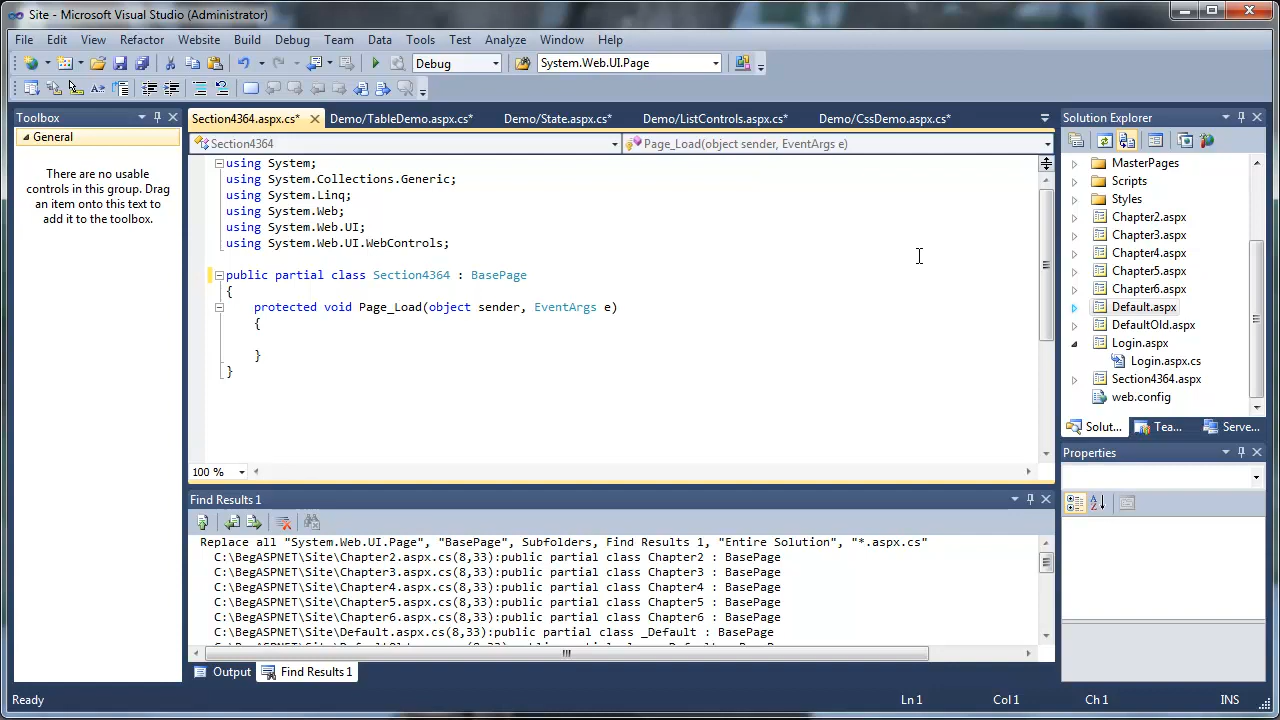 Site - Microsoft Visual Studio (Administrator)
File Edit View Refactor Website Build Debug Team Data Tools Test Analyze Window Help
Debug System.Web.UI.Page
Toolbox
General
There are no usable
controls in this group. Drag
an item onto this text to
add it to the toolbox.
Section4364.aspx.cs* Demo/TableDemo.aspx.cs* Demo/State.aspx.cs* Demo/ListControls.aspx.cs* Demo/CssDemo.aspx.cs*
Section4364 Page_Load(object sender, EventArgs e)
using System;
using System.Collections.Generic;
using System.Linq;
using System.Web;
using System.Web.UI;
using System.Web.UI.WebControls;
public partial class Section4364 : BasePage
{
protected void Page_Load(object sender, EventArgs e)
{
}
}
100 %
Find Results 1
Replace all "System.Web.UI.Page", "BasePage", Subfolders, Find Results 1, "Entire Solution", "*.aspx.cs"
C:\BegASPNET\Site\Chapter2.aspx.cs(8,33):public partial class Chapter2 : BasePage
C:\BegASPNET\Site\Chapter3.aspx.cs(8,33):public partial class Chapter3 : BasePage
C:\BegASPNET\Site\Chapter4.aspx.cs(8,33):public partial class Chapter4 : BasePage
C:\BegASPNET\Site\Chapter5.aspx.cs(8,33):public partial class Chapter5 : BasePage
C:\BegASPNET\Site\Chapter6.aspx.cs(8,33):public partial class Chapter6 : BasePage
C:\BegASPNET\Site\Default.aspx.cs(8,33):public partial class _Default : BasePage
Output Find Results 1
Solution Explorer
MasterPages
Scripts
Styles
Chapter2.aspx
Chapter3.aspx
Chapter4.aspx
Chapter5.aspx
Chapter6.aspx
Default.aspx
DefaultOld.aspx
Login.aspx
Login.aspx.cs
Section4364.aspx
web.config
Solut... Tea... Serve...
Properties
Ready Ln 1 Col 1 Ch 1 INS